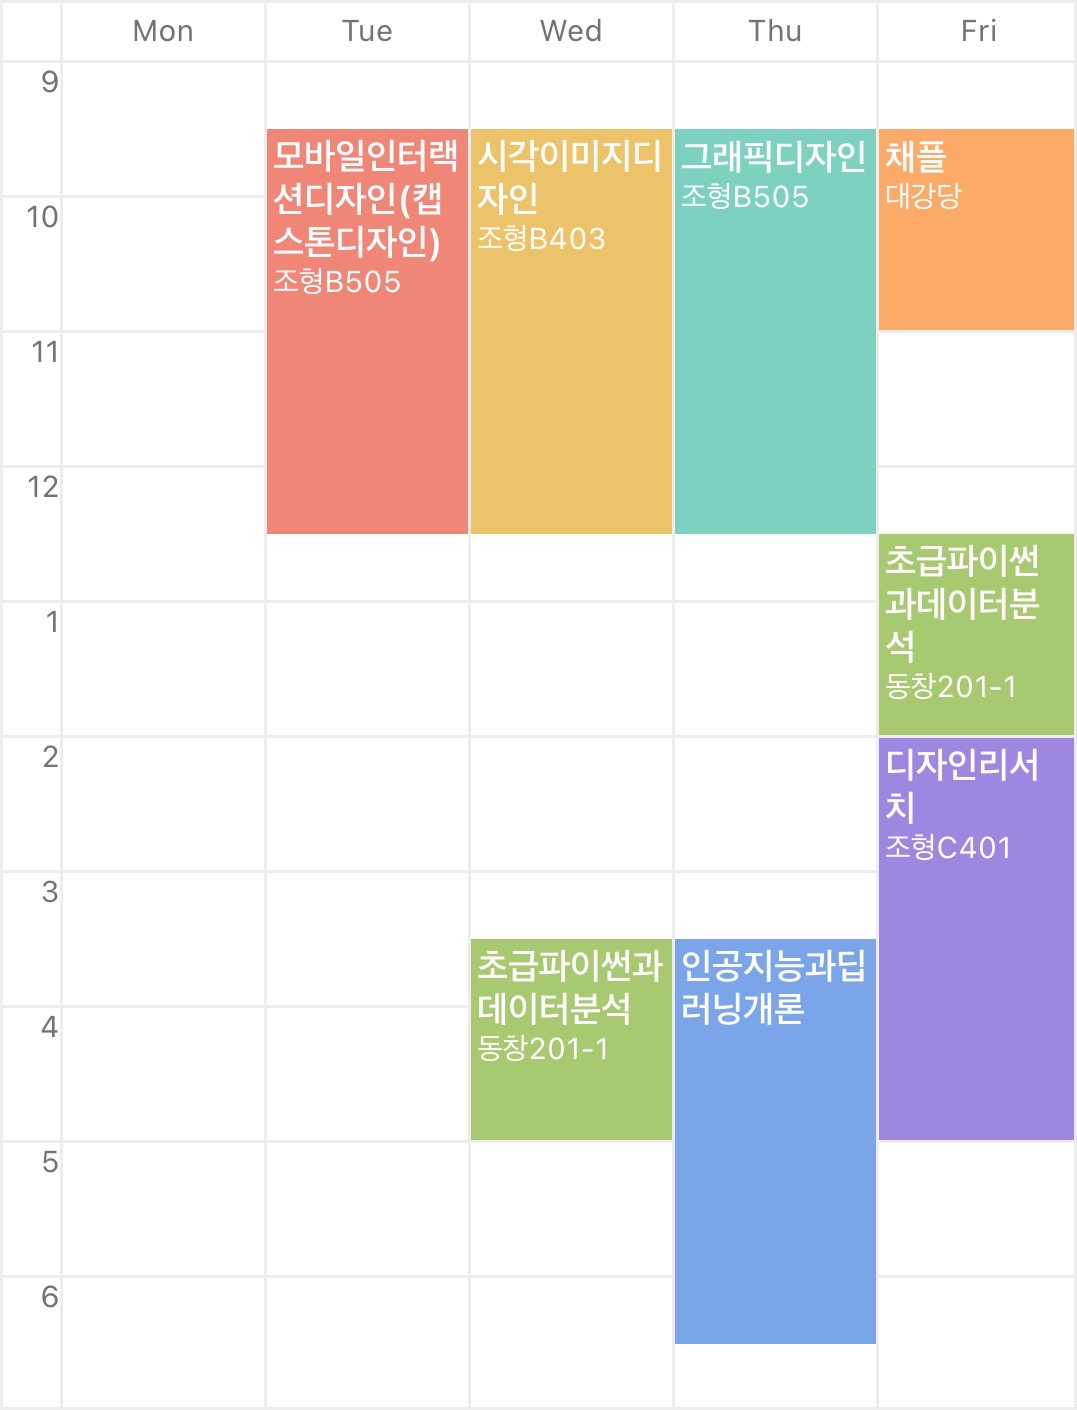 Mon Tue Wed Thu Fri
9
10
11
12
1
2
3
4
5
6
모바일인터랙
션디자인(캡
스톤디자인)
조형B505
시각이미지디
자인
조형B403
초급파이썬과
데이터분석
동창201-1
그래픽디자인
조형B505
인공지능과딥
러닝개론
채플
대강당
초급파이썬
과데이터분
석
동창201-1
디자인리서
치
조형C401